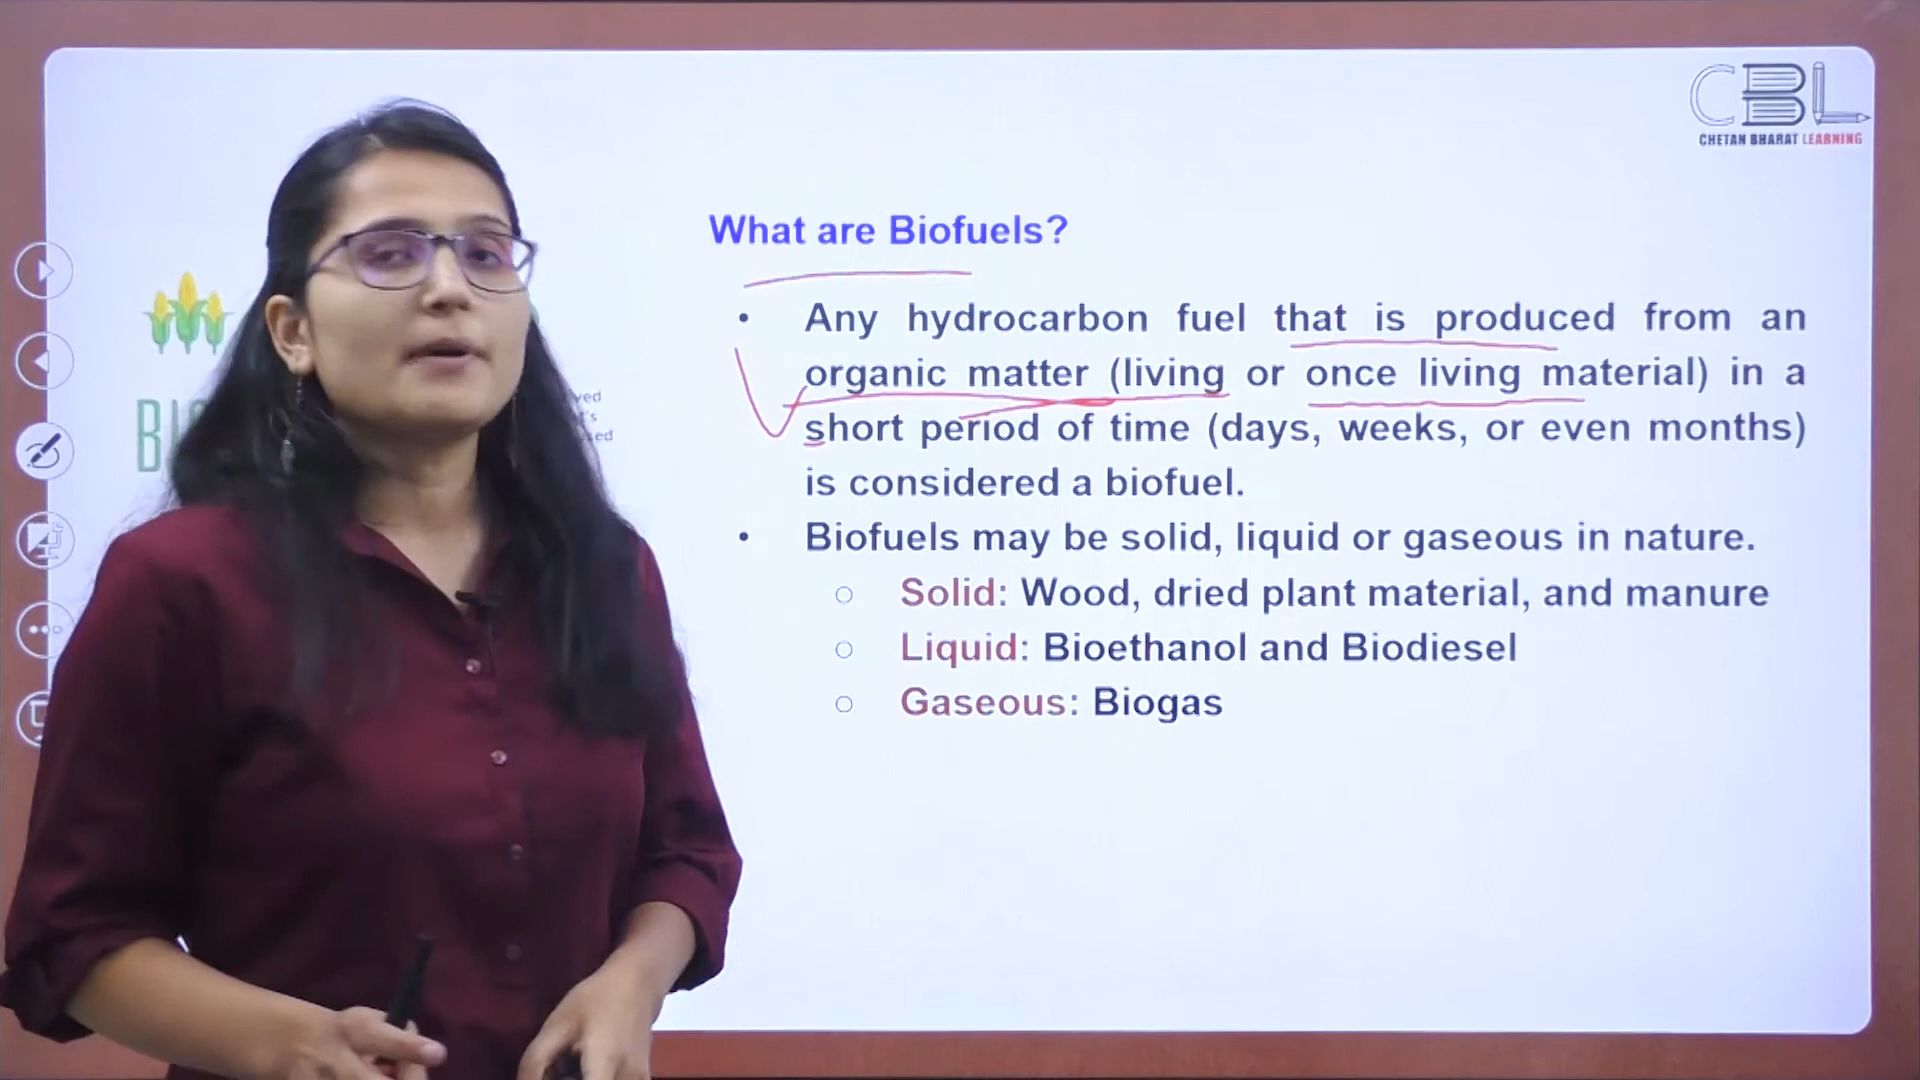 CBL
CHETAN BHARAT LEARNING
What are Biofuels?
• Any hydrocarbon fuel that is produced from an
organic matter (living or once living material) in a
short period of time (days, weeks, or even months)
is considered a biofuel.
• Biofuels may be solid, liquid or gaseous in nature.
○ Solid: Wood, dried plant material, and manure
○ Liquid: Bioethanol and Biodiesel
○ Gaseous: Biogas